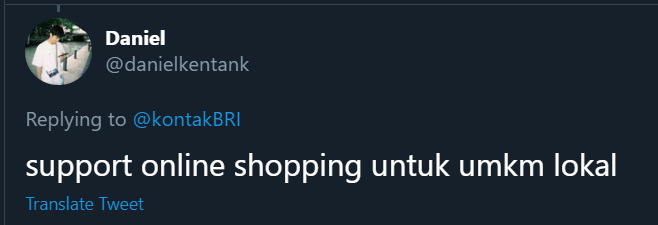 Daniel
@danielkentank
Replying to @kontakBRI
support online shopping untuk umkm lokal
Translate Tweet